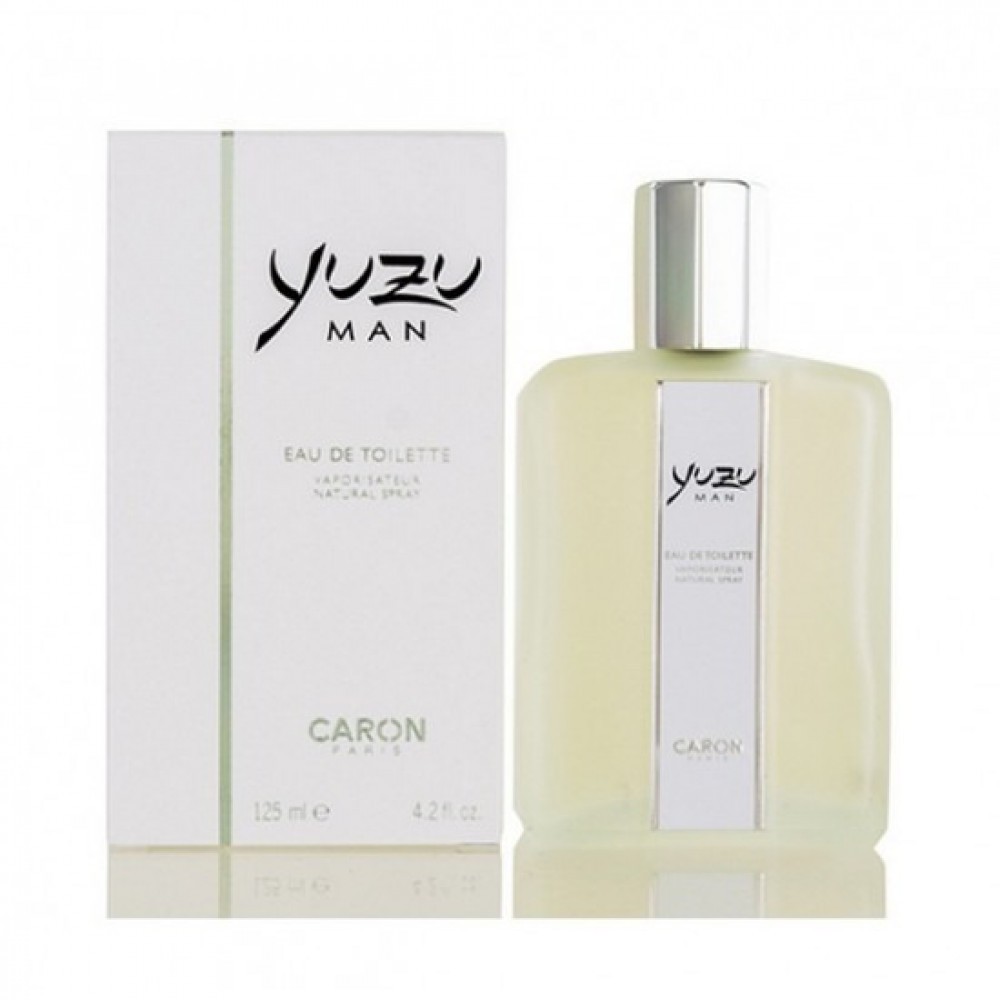 YUZU
MAN
EAU DE TOILETTE
VAPORISATEUR
NATURAL SPRAY
CARON
PARIS
125 ml e
4.2 fl. oz.
YUZU
MAN
EAU DE TOILETTE
VAPORISATEUR
NATURAL SPRAY
CARON
PARIS